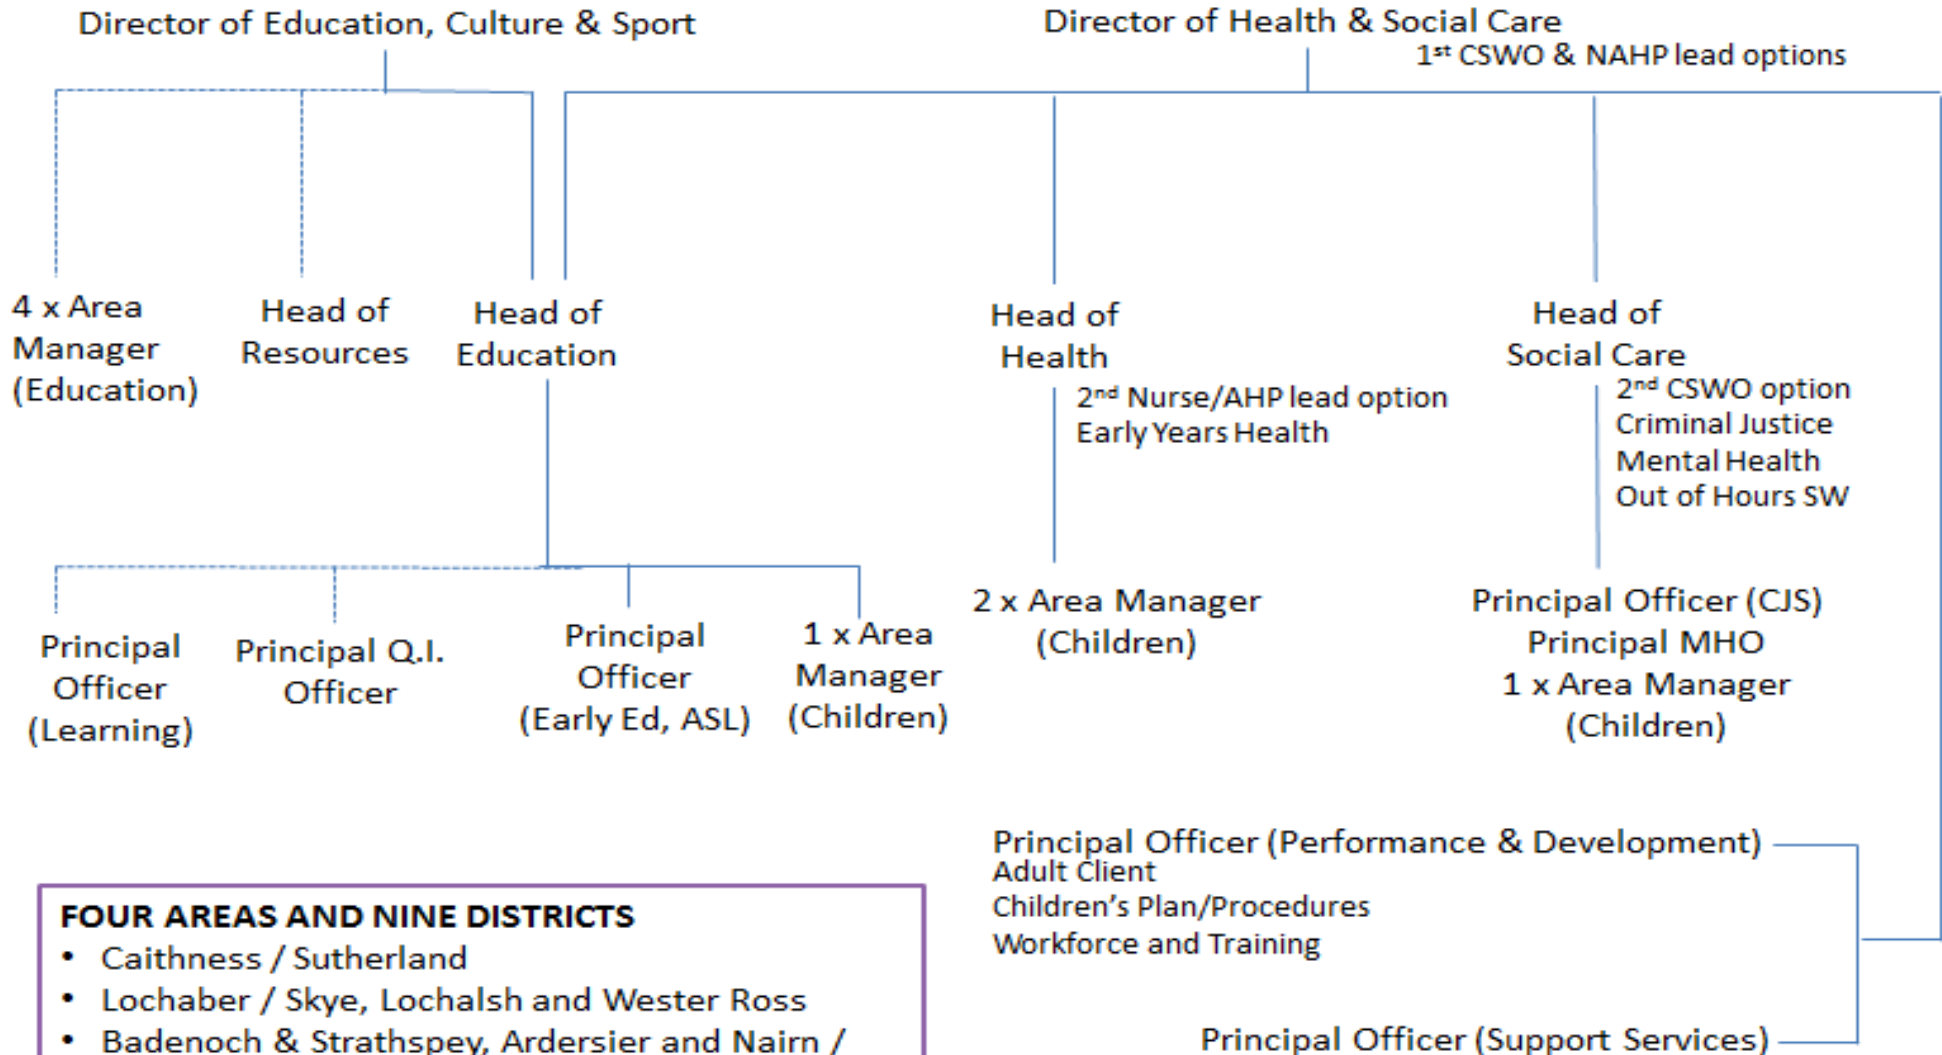 Director of Education, Culture & Sport
Director of Health & Social Care
1st CSWO & NAHP lead options
4 x Area
Manager
(Education)
Head of
Resources
Head of
Education
Head of
Health
2nd Nurse/AHP lead option
Early Years Health
Head of
Social Care
2nd CSWO option
Criminal Justice
Mental Health
Out of Hours SW
Principal
Officer
(Learning)
Principal Q.I.
Officer
Principal
Officer
(Early Ed, ASL)
1 x Area
Manager
(Children)
2 x Area Manager
(Children)
Principal Officer (CJS)
Principal MHO
1 x Area Manager
(Children)
Principal Officer (Performance & Development)
Adult Client
Children's Plan/Procedures
Workforce and Training
Principal Officer (Support Services)
FOUR AREAS AND NINE DISTRICTS
• Caithness / Sutherland
• Lochaber / Skye, Lochalsh and Wester Ross
• Badenoch & Strathspey, Ardersier and Nairn /